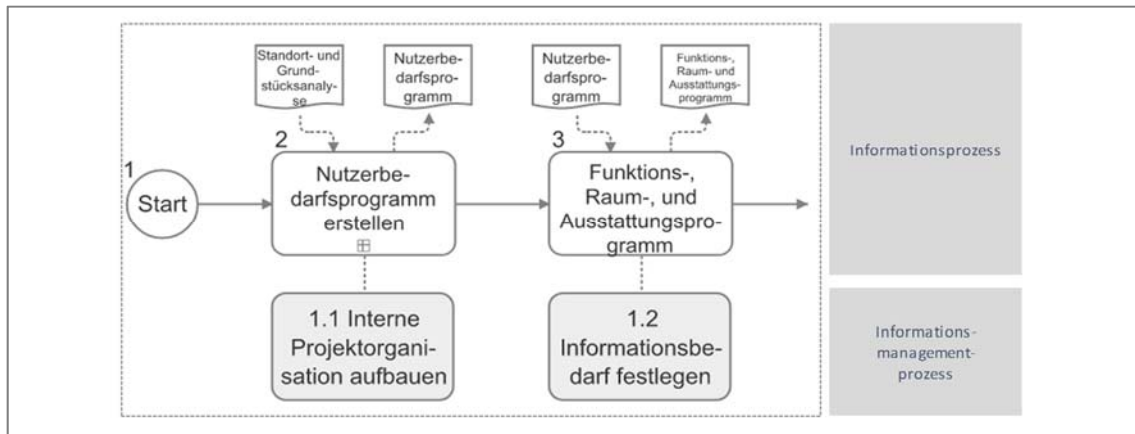 Standort- und
Grund-
stücksanaly-
se
Nutzerbe-
darfspro-
gramm
Nutzerbe-
darfspro-
gramm
Funktions-,
Raum- und
Ausstattungs-
programm
1
Start
2
Nutzerbe-
darfsprogramm
erstellen
3
Funktions-,
Raum-, und
Ausstattungspro-
gramm
1.1 Interne
Projektorgani-
sation aufbauen
1.2
Informationsbe-
darf festlegen
Informationsprozess
Informations-
management-
prozess